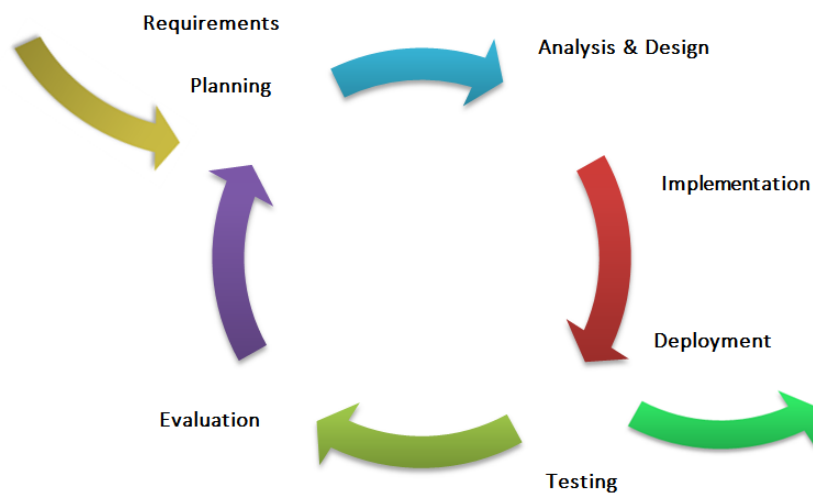 Requirements
Planning
Analysis & Design
Implementation
Deployment
Testing
Evaluation